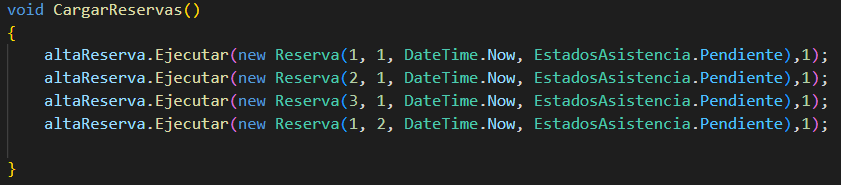 void CargarReservas()
{
    altaReserva.Ejecutar(new Reserva(1, 1, DateTime.Now, EstadosAsistencia.Pendiente),1);
    altaReserva.Ejecutar(new Reserva(2, 1, DateTime.Now, EstadosAsistencia.Pendiente),1);
    altaReserva.Ejecutar(new Reserva(3, 1, DateTime.Now, EstadosAsistencia.Pendiente),1);
    altaReserva.Ejecutar(new Reserva(1, 2, DateTime.Now, EstadosAsistencia.Pendiente),1);
}